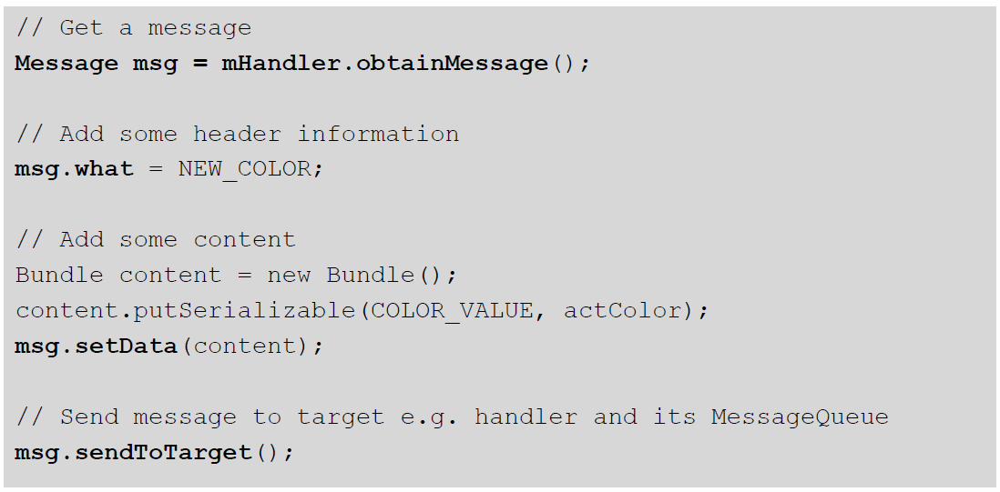 // Get a message
Message msg = mHandler.obtainMessage();
// Add some header information
msg.what = NEW_COLOR;
// Add some content
Bundle content = new Bundle();
content.putSerializable(COLOR_VALUE, actColor);
msg.setData(content);
// Send message to target e.g. handler and its MessageQueue
msg.sendToTarget();